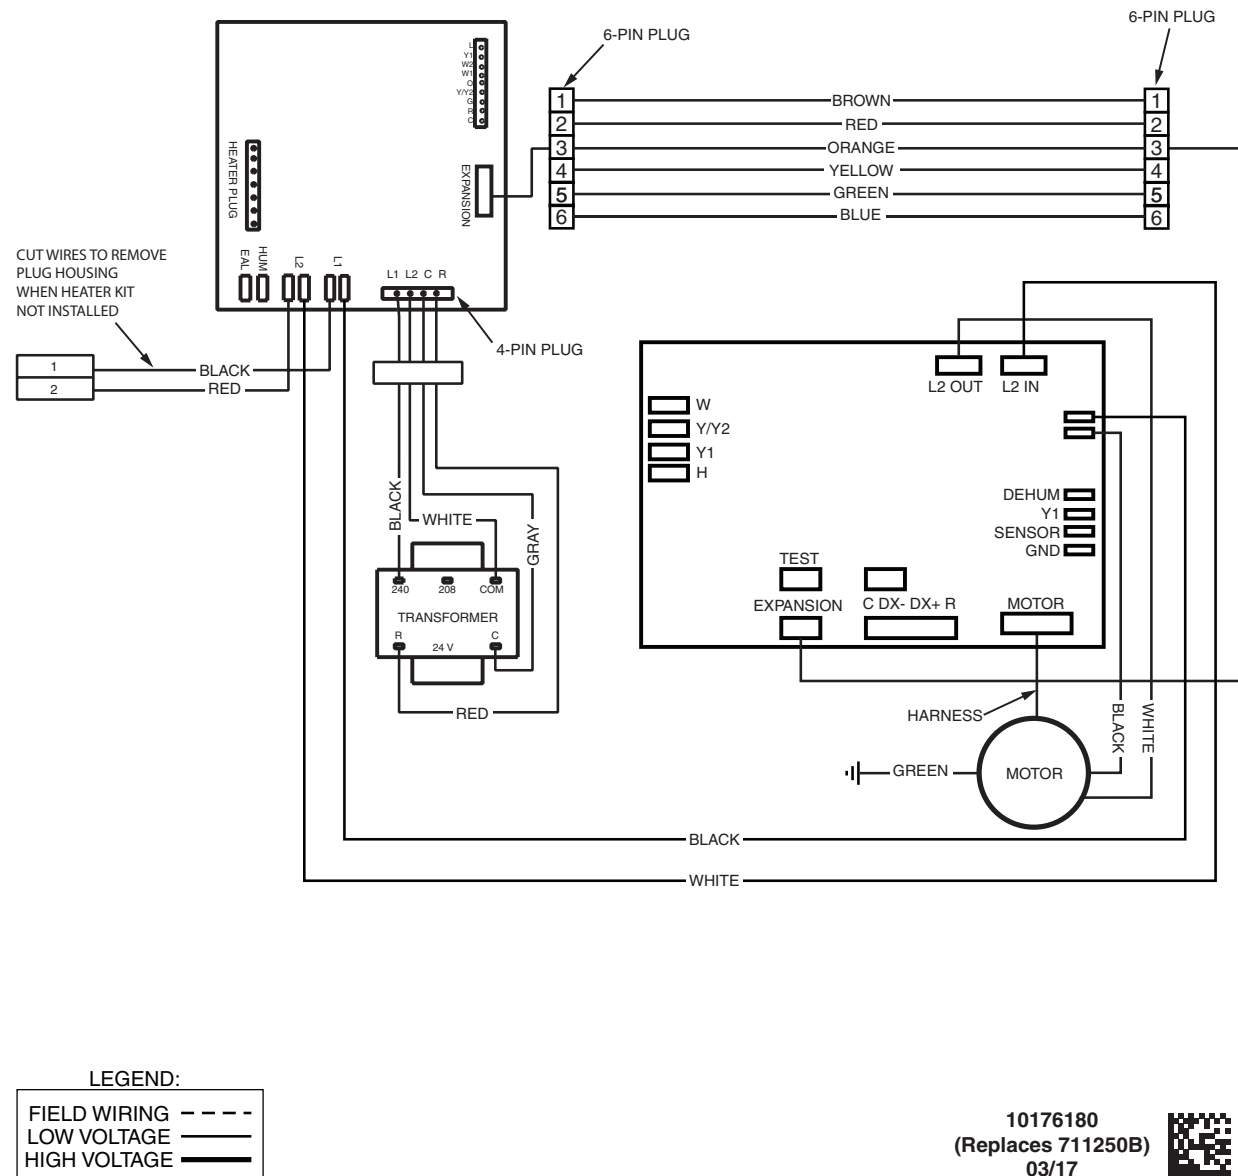 6-PIN PLUG
6-PIN PLUG
L
Y1
W2
W1
O
Y/Y2
G
R
C
1
2
3
4
5
6
BROWN
RED
ORANGE
YELLOW
GREEN
BLUE
1
2
3
4
5
6
HEATER PLUG
EXPANSION
EAL
HUM
L2
L1
L1 L2 C R
4-PIN PLUG
CUT WIRES TO REMOVE
PLUG HOUSING
WHEN HEATER KIT
NOT INSTALLED
1
2
BLACK
RED
BLACK
WHITE
GRAY
240
208
COM
TRANSFORMER
R
24 V
C
RED
L2 OUT
L2 IN
W
Y/Y2
Y1
H
DEHUM
Y1
SENSOR
GND
TEST
EXPANSION
C DX- DX+ R
MOTOR
HARNESS
BLACK
WHITE
GREEN
MOTOR
BLACK
WHITE
LEGEND:
FIELD WIRING
LOW VOLTAGE
HIGH VOLTAGE
10176180
(Replaces 711250B)
03/17